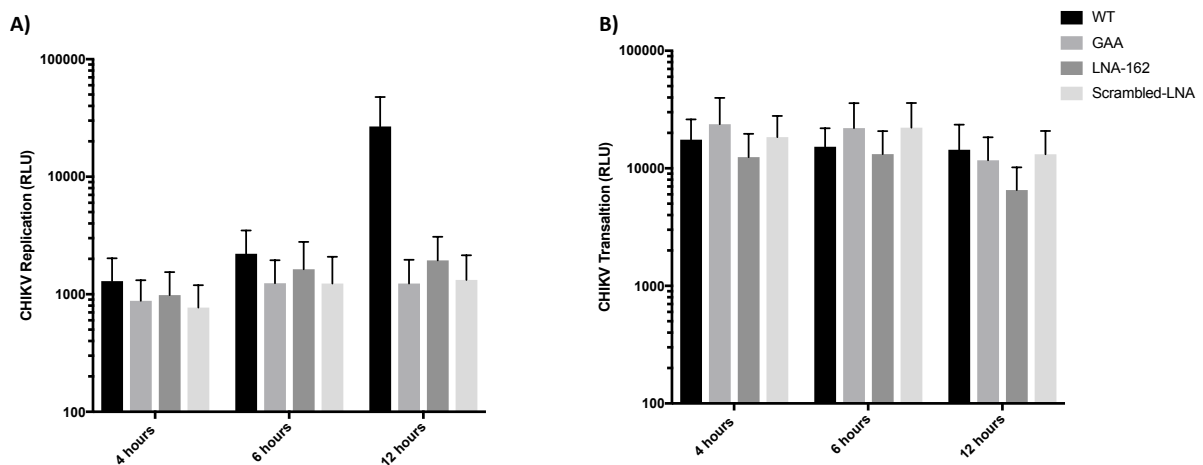 A)
CHIKV Replication (RLU)
100000
10000
1000
100
4 hours
6 hours
12 hours
B)
CHIKV Transaltion (RLU)
100000
10000
1000
100
4 hours
6 hours
12 hours
WT
GAA
LNA-162
Scrambled-LNA